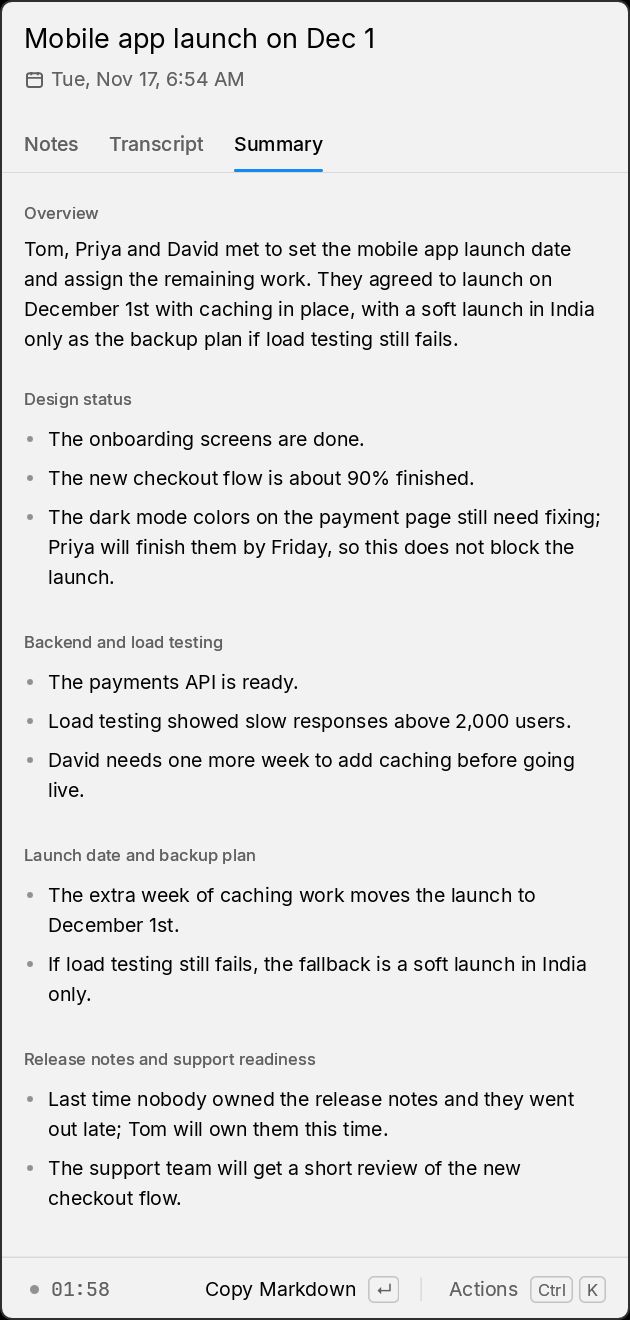 Mobile app launch on Dec 1
Tue, Nov 17, 6:54 AM
Notes Transcript Summary
Overview
Tom, Priya and David met to set the mobile app launch date
and assign the remaining work. They agreed to launch on
December 1st with caching in place, with a soft launch in India
only as the backup plan if load testing still fails.
Design status
• The onboarding screens are done.
• The new checkout flow is about 90% finished.
• The dark mode colors on the payment page still need fixing;
Priya will finish them by Friday, so this does not block the
launch.
Backend and load testing
• The payments API is ready.
• Load testing showed slow responses above 2,000 users.
• David needs one more week to add caching before going
live.
Launch date and backup plan
• The extra week of caching work moves the launch to
December 1st.
• If load testing still fails, the fallback is a soft launch in India
only.
Release notes and support readiness
• Last time nobody owned the release notes and they went
out late; Tom will own them this time.
• The support team will get a short review of the new
checkout flow.
01:58 Copy Markdown ↵ Actions Ctrl K